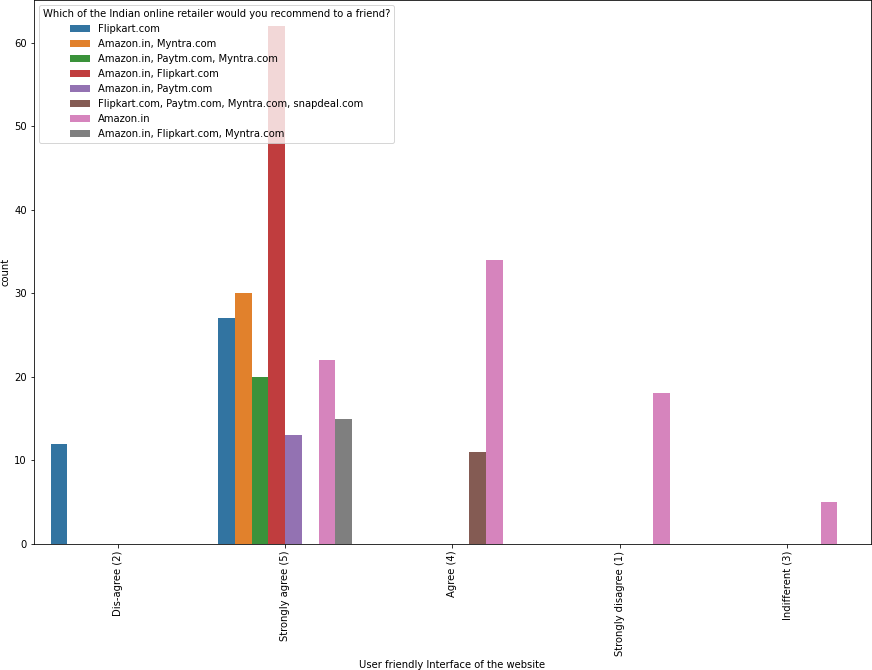 Which of the Indian online retailer would you recommend to a friend?
Flipkart.com
Amazon.in, Myntra.com
Amazon.in, Paytm.com, Myntra.com
Amazon.in, Flipkart.com
Amazon.in, Paytm.com
Flipkart.com, Paytm.com, Myntra.com, snapdeal.com
Amazon.in
Amazon.in, Flipkart.com, Myntra.com
60
50
40
30
20
10
0
count
Dis-agree (2)
Strongly agree (5)
Agree (4)
Strongly disagree (1)
Indifferent (3)
User friendly Interface of the website